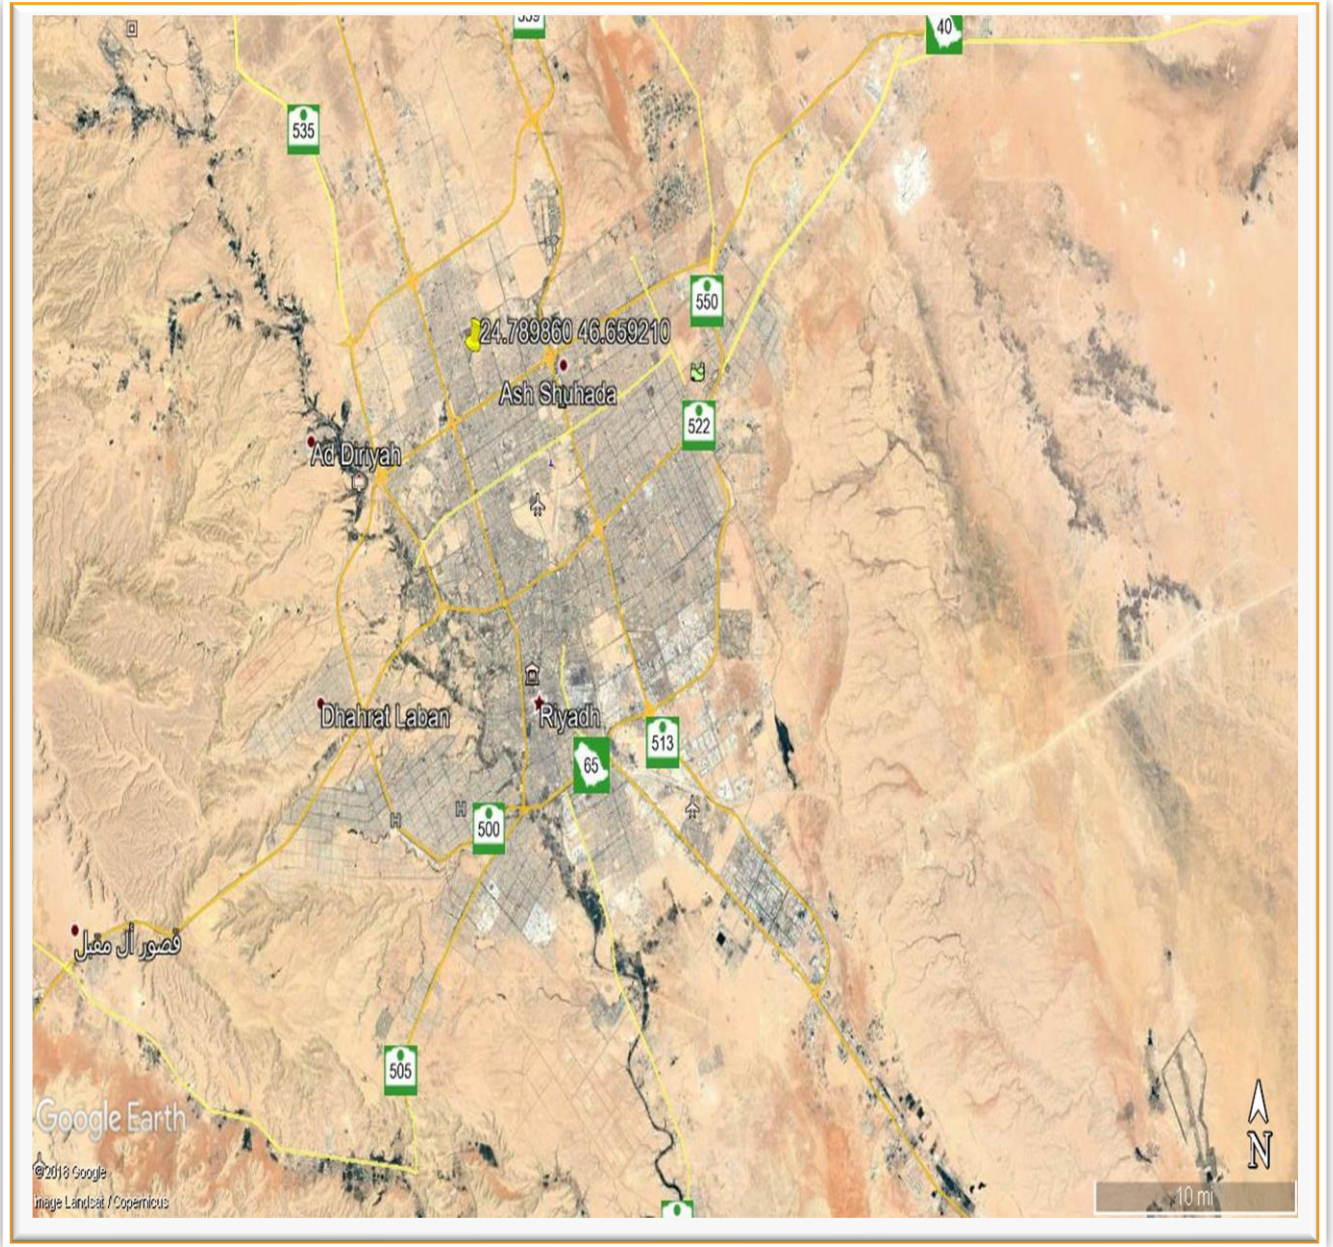 539
40
535
550
24.789860 46.659210
Ash Shuhada
522
Ad Diriyah
Dhahrat Laban
Riyadh
513
65
H
H
500
قصور آل مقبل
505
Google Earth
©2018 Google
Image Landsat / Copernicus
N
10 mi